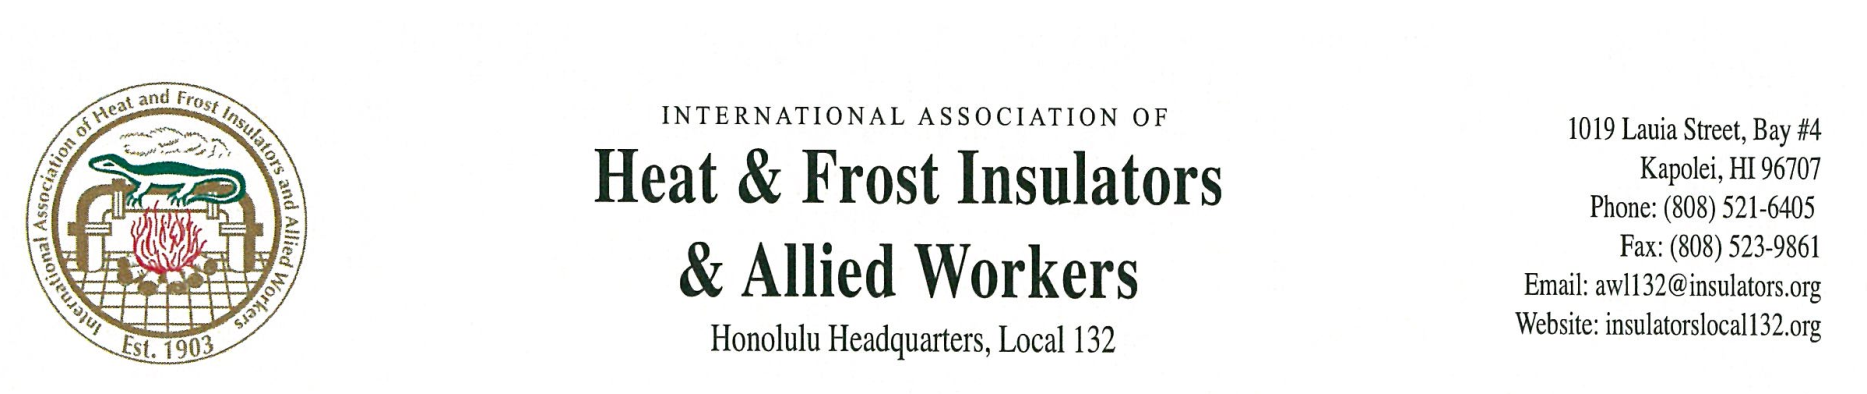 International Association of Heat and Frost Insulators and Allied Workers
Est. 1903
INTERNATIONAL ASSOCIATION OF
Heat & Frost Insulators
& Allied Workers
Honolulu Headquarters, Local 132
1019 Lauia Street, Bay #4
Kapolei, HI 96707
Phone: (808) 521-6405
Fax: (808) 523-9861
Email: awl132@insulators.org
Website: insulatorslocal132.org